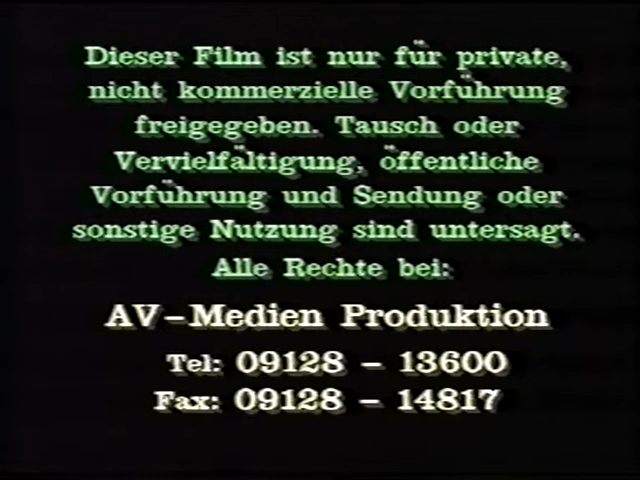 Dieser Film ist nur für private,
nicht kommerzielle Vorführung
freigegeben. Tausch oder
Vervielfältigung, öffentliche
Vorführung und Sendung oder
sonstige Nutzung sind untersagt.
Alle Rechte bei:
AV-Medien Produktion
Tel: 09128 - 13600
Fax: 09128 - 14817